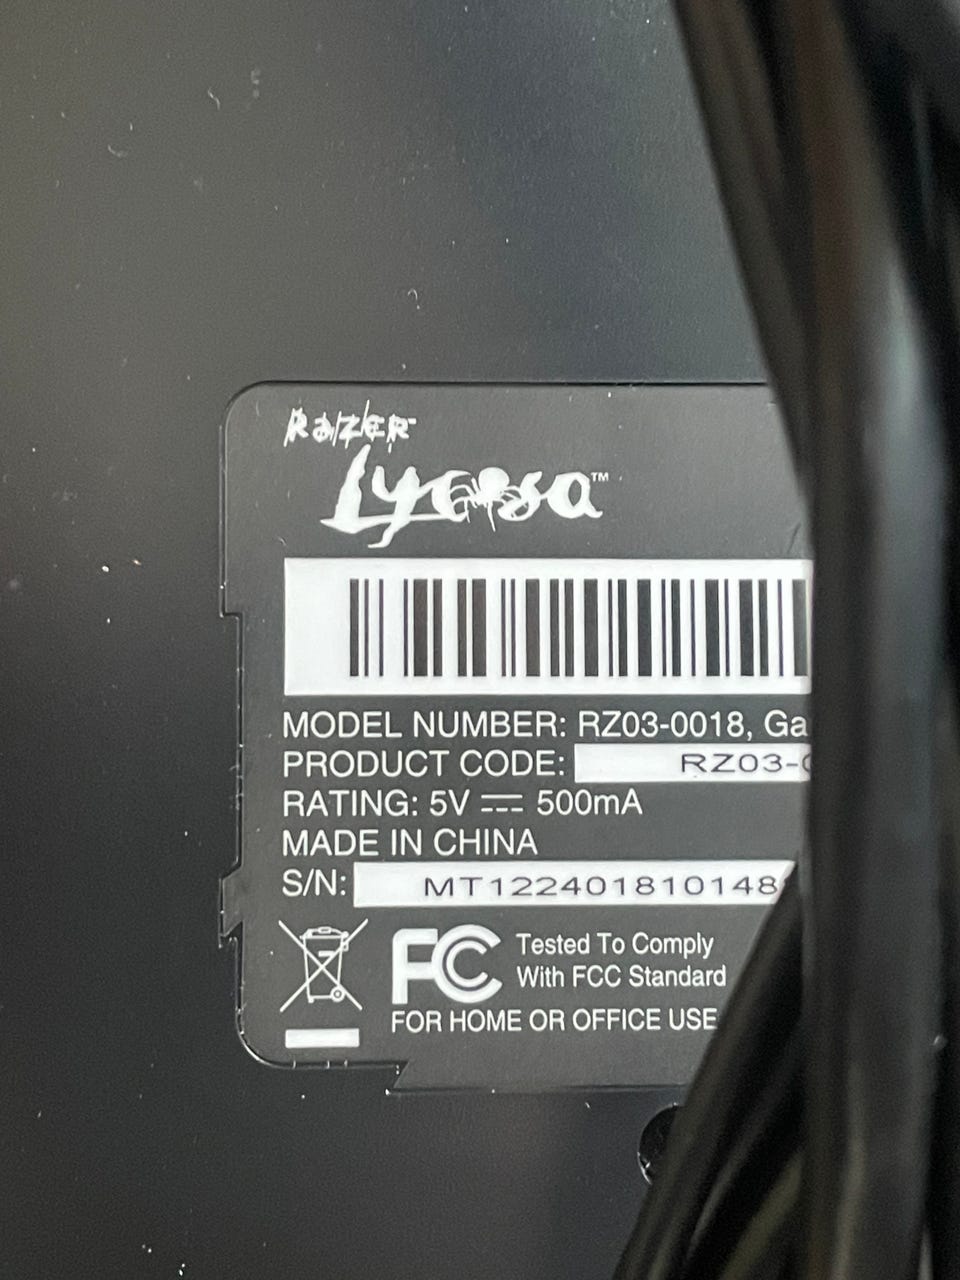 RAZER
Lycosa™
MODEL NUMBER: RZ03-0018, Ga
PRODUCT CODE: RZ03-
RATING: 5V 500mA
MADE IN CHINA
S/N: MT122401810148
FC Tested To Comply
With FCC Standard
FOR HOME OR OFFICE USE